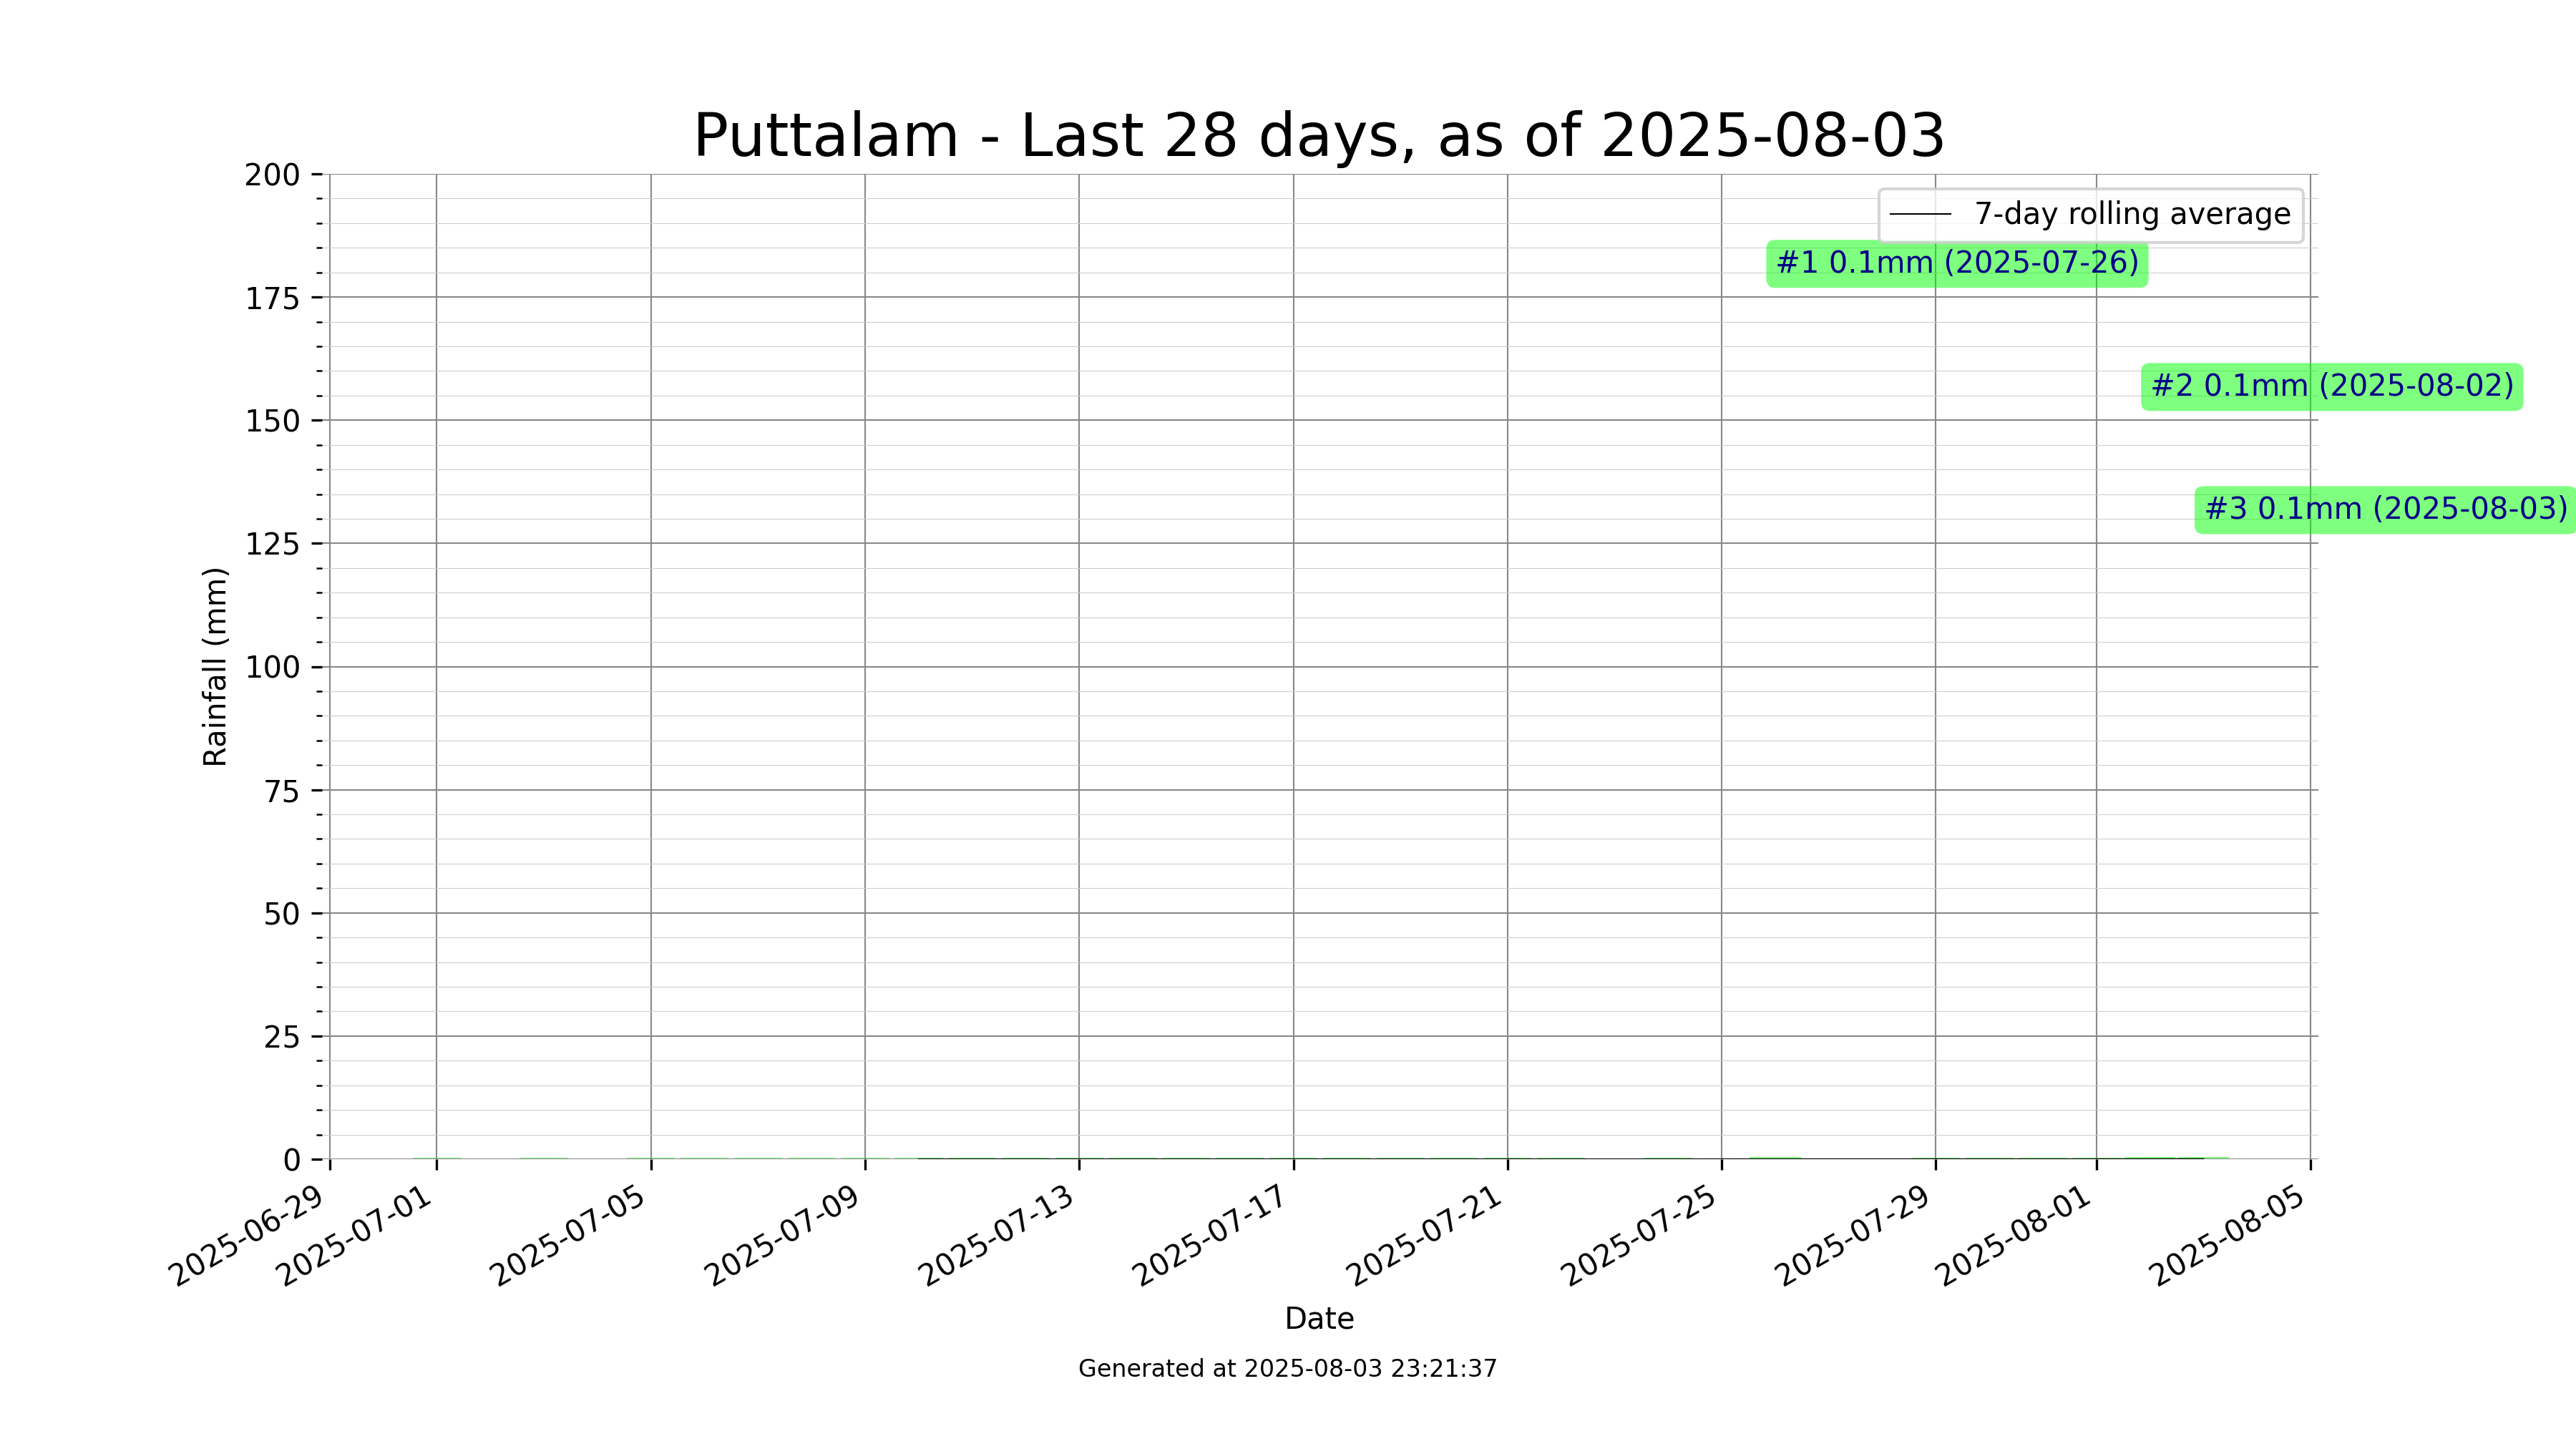 Puttalam - Last 28 days, as of 2025-08-03
200
175
150
125
100
75
50
25
0
Rainfall (mm)
7-day rolling average
#1 0.1mm (2025-07-26)
#2 0.1mm (2025-08-02)
#3 0.1mm (2025-08-03)
2025-06-29
2025-07-01
2025-07-05
2025-07-09
2025-07-13
2025-07-17
2025-07-21
2025-07-25
2025-07-29
2025-08-01
2025-08-05
Date
Generated at 2025-08-03 23:21:37